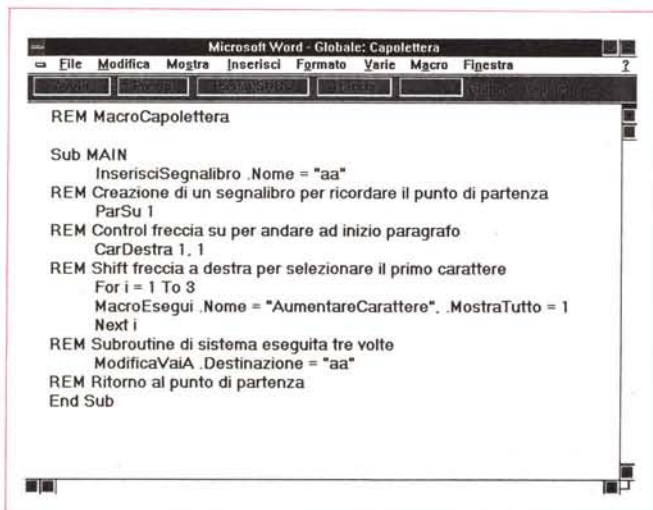 Microsoft Word - Globale: Capolettera
File Modifica Mostra Inserisci Formato Varie Macro Finestra ?
REM MacroCapolettera
Sub MAIN
InserisciSegnalibro .Nome = "aa"
REM Creazione di un segnalibro per ricordare il punto di partenza
ParSu 1
REM Control freccia su per andare ad inizio paragrafo
CarDestra 1, 1
REM Shift freccia a destra per selezionare il primo carattere
For i = 1 To 3
MacroEsegui .Nome = "AumentareCarattere", .MostraTutto = 1
Next i
REM Subroutine di sistema eseguita tre volte
ModificaVaiA .Destinazione = "aa"
REM Ritorno al punto di partenza
End Sub